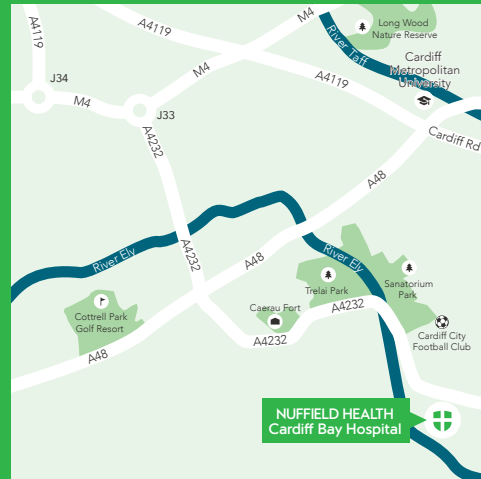 A4119
A4119
M4
Long Wood
Nature Reserve
River Taff
Cardiff
Metropolitan
University
J34
M4
M4
A4119
J33
A4232
Cardiff Rd
A48
River Ely
A4232
A48
River Ely
Trelai Park
Sanatorium
Park
Cottrell Park
Golf Resort
Caerau Fort
A4232
A48
A4232
Cardiff City
Football Club
NUFFIELD HEALTH
Cardiff Bay Hospital